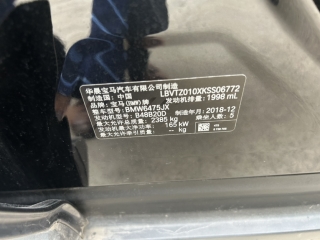 华晨宝马汽车有限公司制造
制造国:中国 LBVTZ010XKSS06772
品牌:宝马(BMW)牌 发动机排量:1998 mL
整车型号:BMW6475JX
发动机型号:B48B20D 制造年月:2018-12
最大允许总质量:2385 kg 乘坐人数:5
发动机最大净功率:165 kW